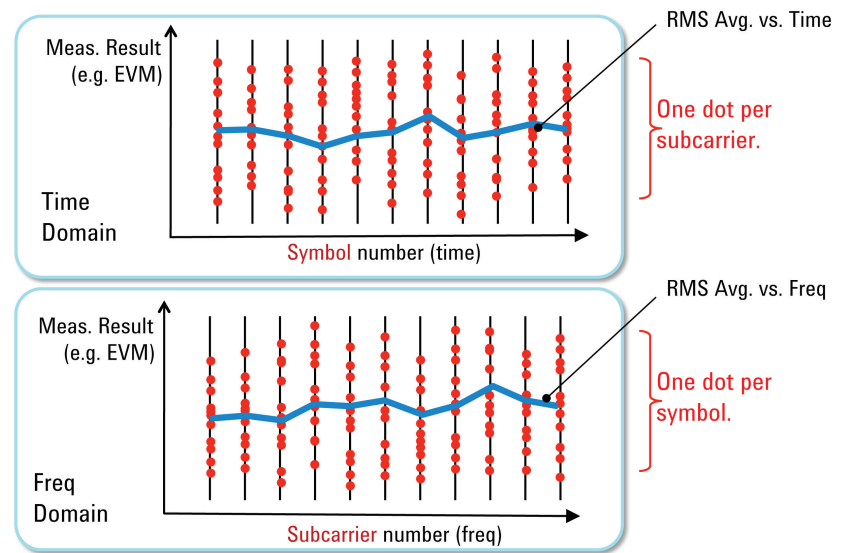 RMS Avg. vs. Time
Meas. Result
(e.g. EVM)
One dot per
subcarrier.
Time
Domain
Symbol number (time)
RMS Avg. vs. Freq
Meas. Result
(e.g. EVM)
One dot per
symbol.
Freq
Domain
Subcarrier number (freq)